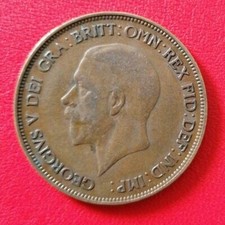 GEORGIVS V DEI GRA: BRITT: OMN: REX FID: DEF: IND: IMP: